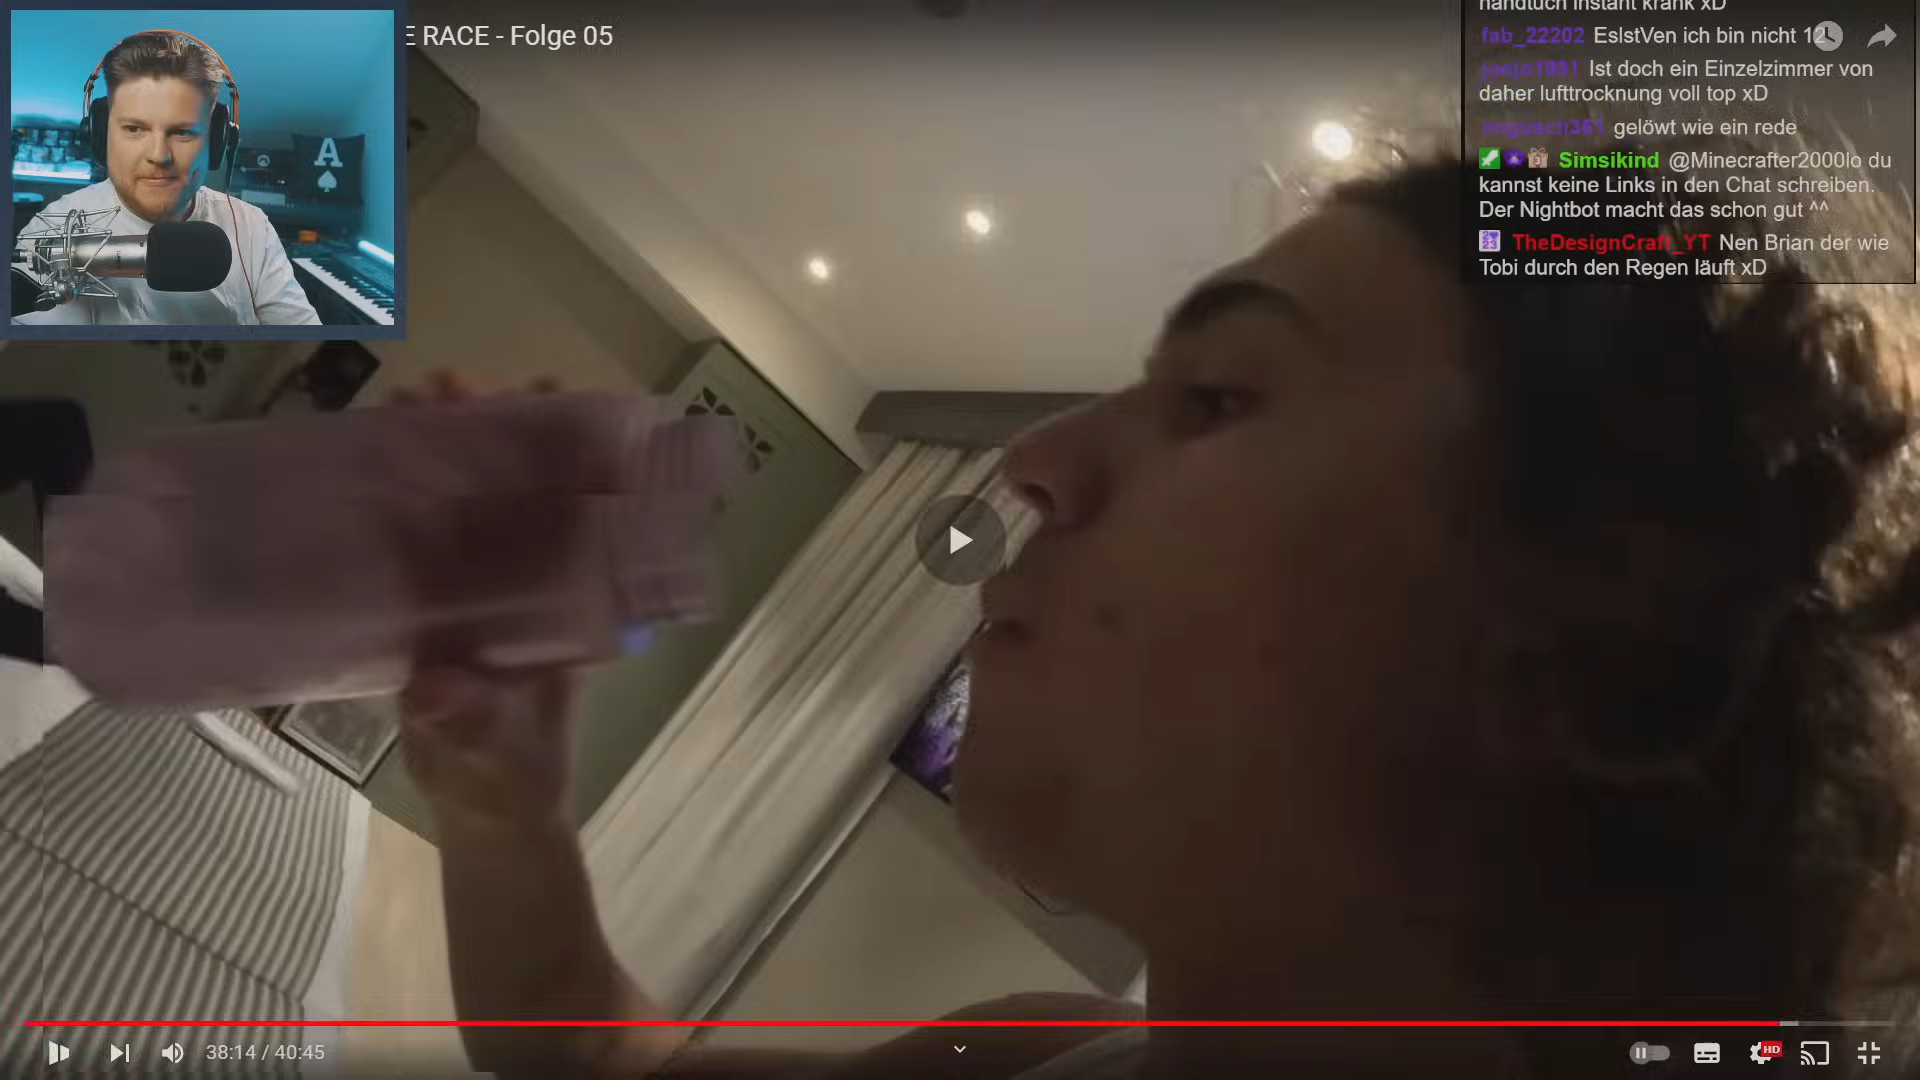 E RACE - Folge 05
handtuch instant krank xD
fab_22202 EsIstVen ich bin nicht 12
Ist doch ein Einzelzimmer von
daher lufttrocknung voll top xD
gelöwt wie ein rede
Simsikind @Minecrafter2000lo du
kannst keine Links in den Chat schreiben.
Der Nightbot macht das schon gut ^^
TheDesignCraft_YT Nen Brian der wie
Tobi durch den Regen läuft xD
A
38:14 / 40:45
HD